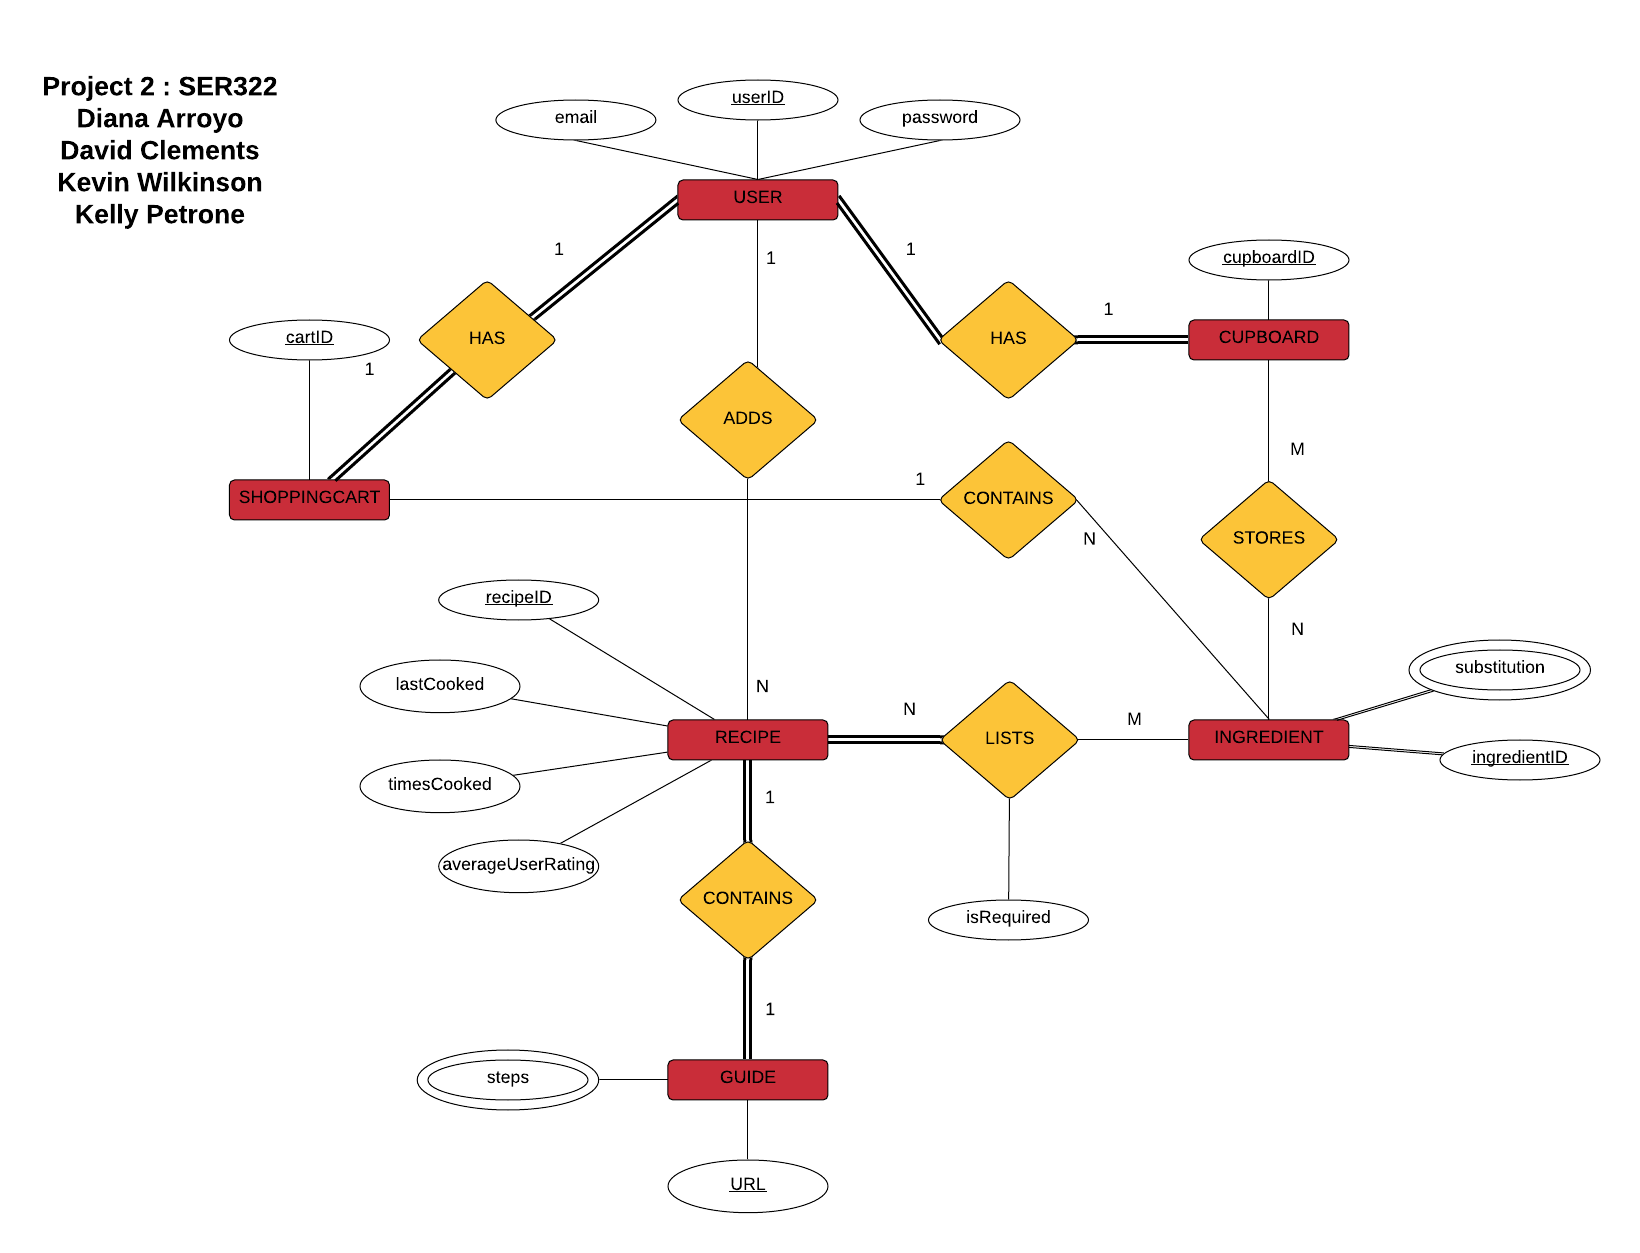 Project 2 : SER322
Diana Arroyo
David Clements
Kevin Wilkinson
Kelly Petrone
email
userID
password
USER
1
1
1
cupboardID
1
CUPBOARD
cartID
1
HAS
HAS
ADDS
M
SHOPPINGCART
1
CONTAINS
N
STORES
N
recipeID
lastCooked
N
substitution
N
M
RECIPE
LISTS
INGREDIENT
ingredientID
timesCooked
1
averageUserRating
CONTAINS
isRequired
1
steps
GUIDE
URL